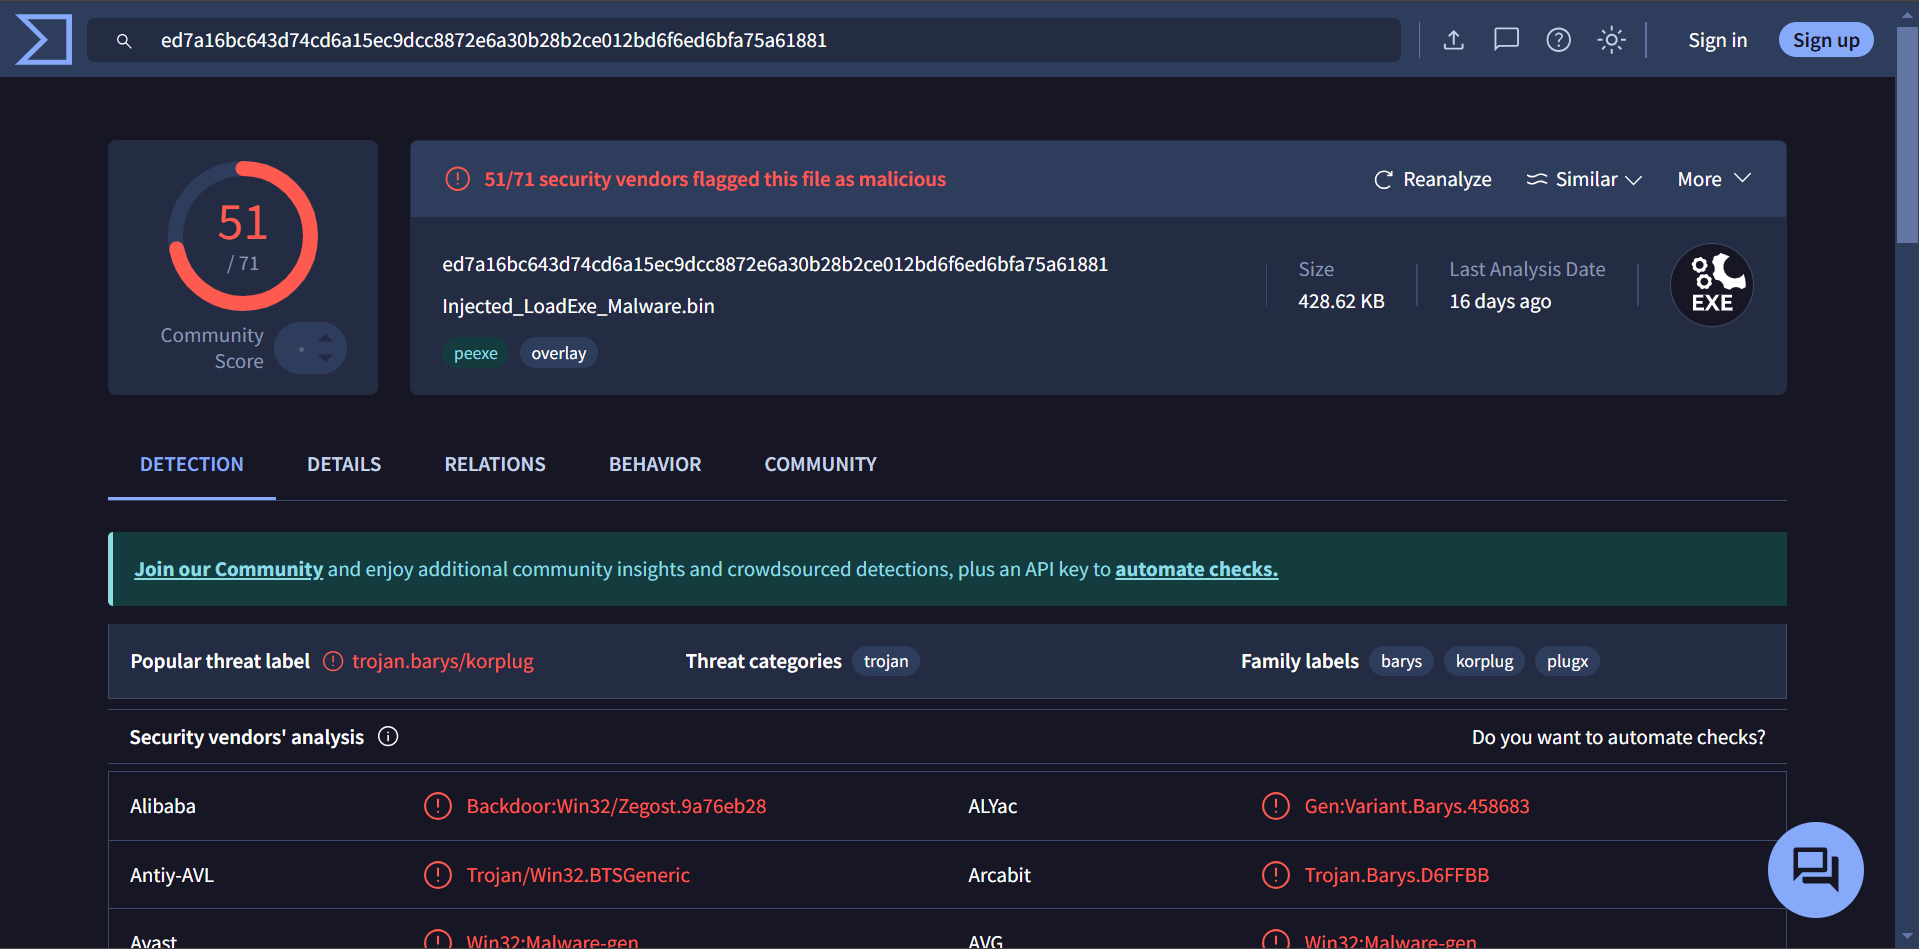 ed7a16bc643d74cd6a15ec9dcc8872e6a30b28b2ce012bd6f6ed6bfa75a61881
Sign in
Sign up
51
/ 71
Community
Score
51/71 security vendors flagged this file as malicious
Reanalyze
Similar
More
ed7a16bc643d74cd6a15ec9dcc8872e6a30b28b2ce012bd6f6ed6bfa75a61881
Injected_LoadExe_Malware.bin
peexe
overlay
Size
428.62 KB
Last Analysis Date
16 days ago
EXE
DETECTION
DETAILS
RELATIONS
BEHAVIOR
COMMUNITY
Join our Community and enjoy additional community insights and crowdsourced detections, plus an API key to automate checks.
Popular threat label
trojan.barys/korplug
Threat categories
trojan
Family labels
barys
korplug
plugx
Security vendors' analysis
Do you want to automate checks?
Alibaba
Backdoor:Win32/Zegost.9a76eb28
ALYac
Gen:Variant.Barys.458683
Antiy-AVL
Trojan/Win32.BTSGeneric
Arcabit
Trojan.Barys.D6FFBB
Avast
Win32:Malware-gen
AVG
Win32:Malware-gen